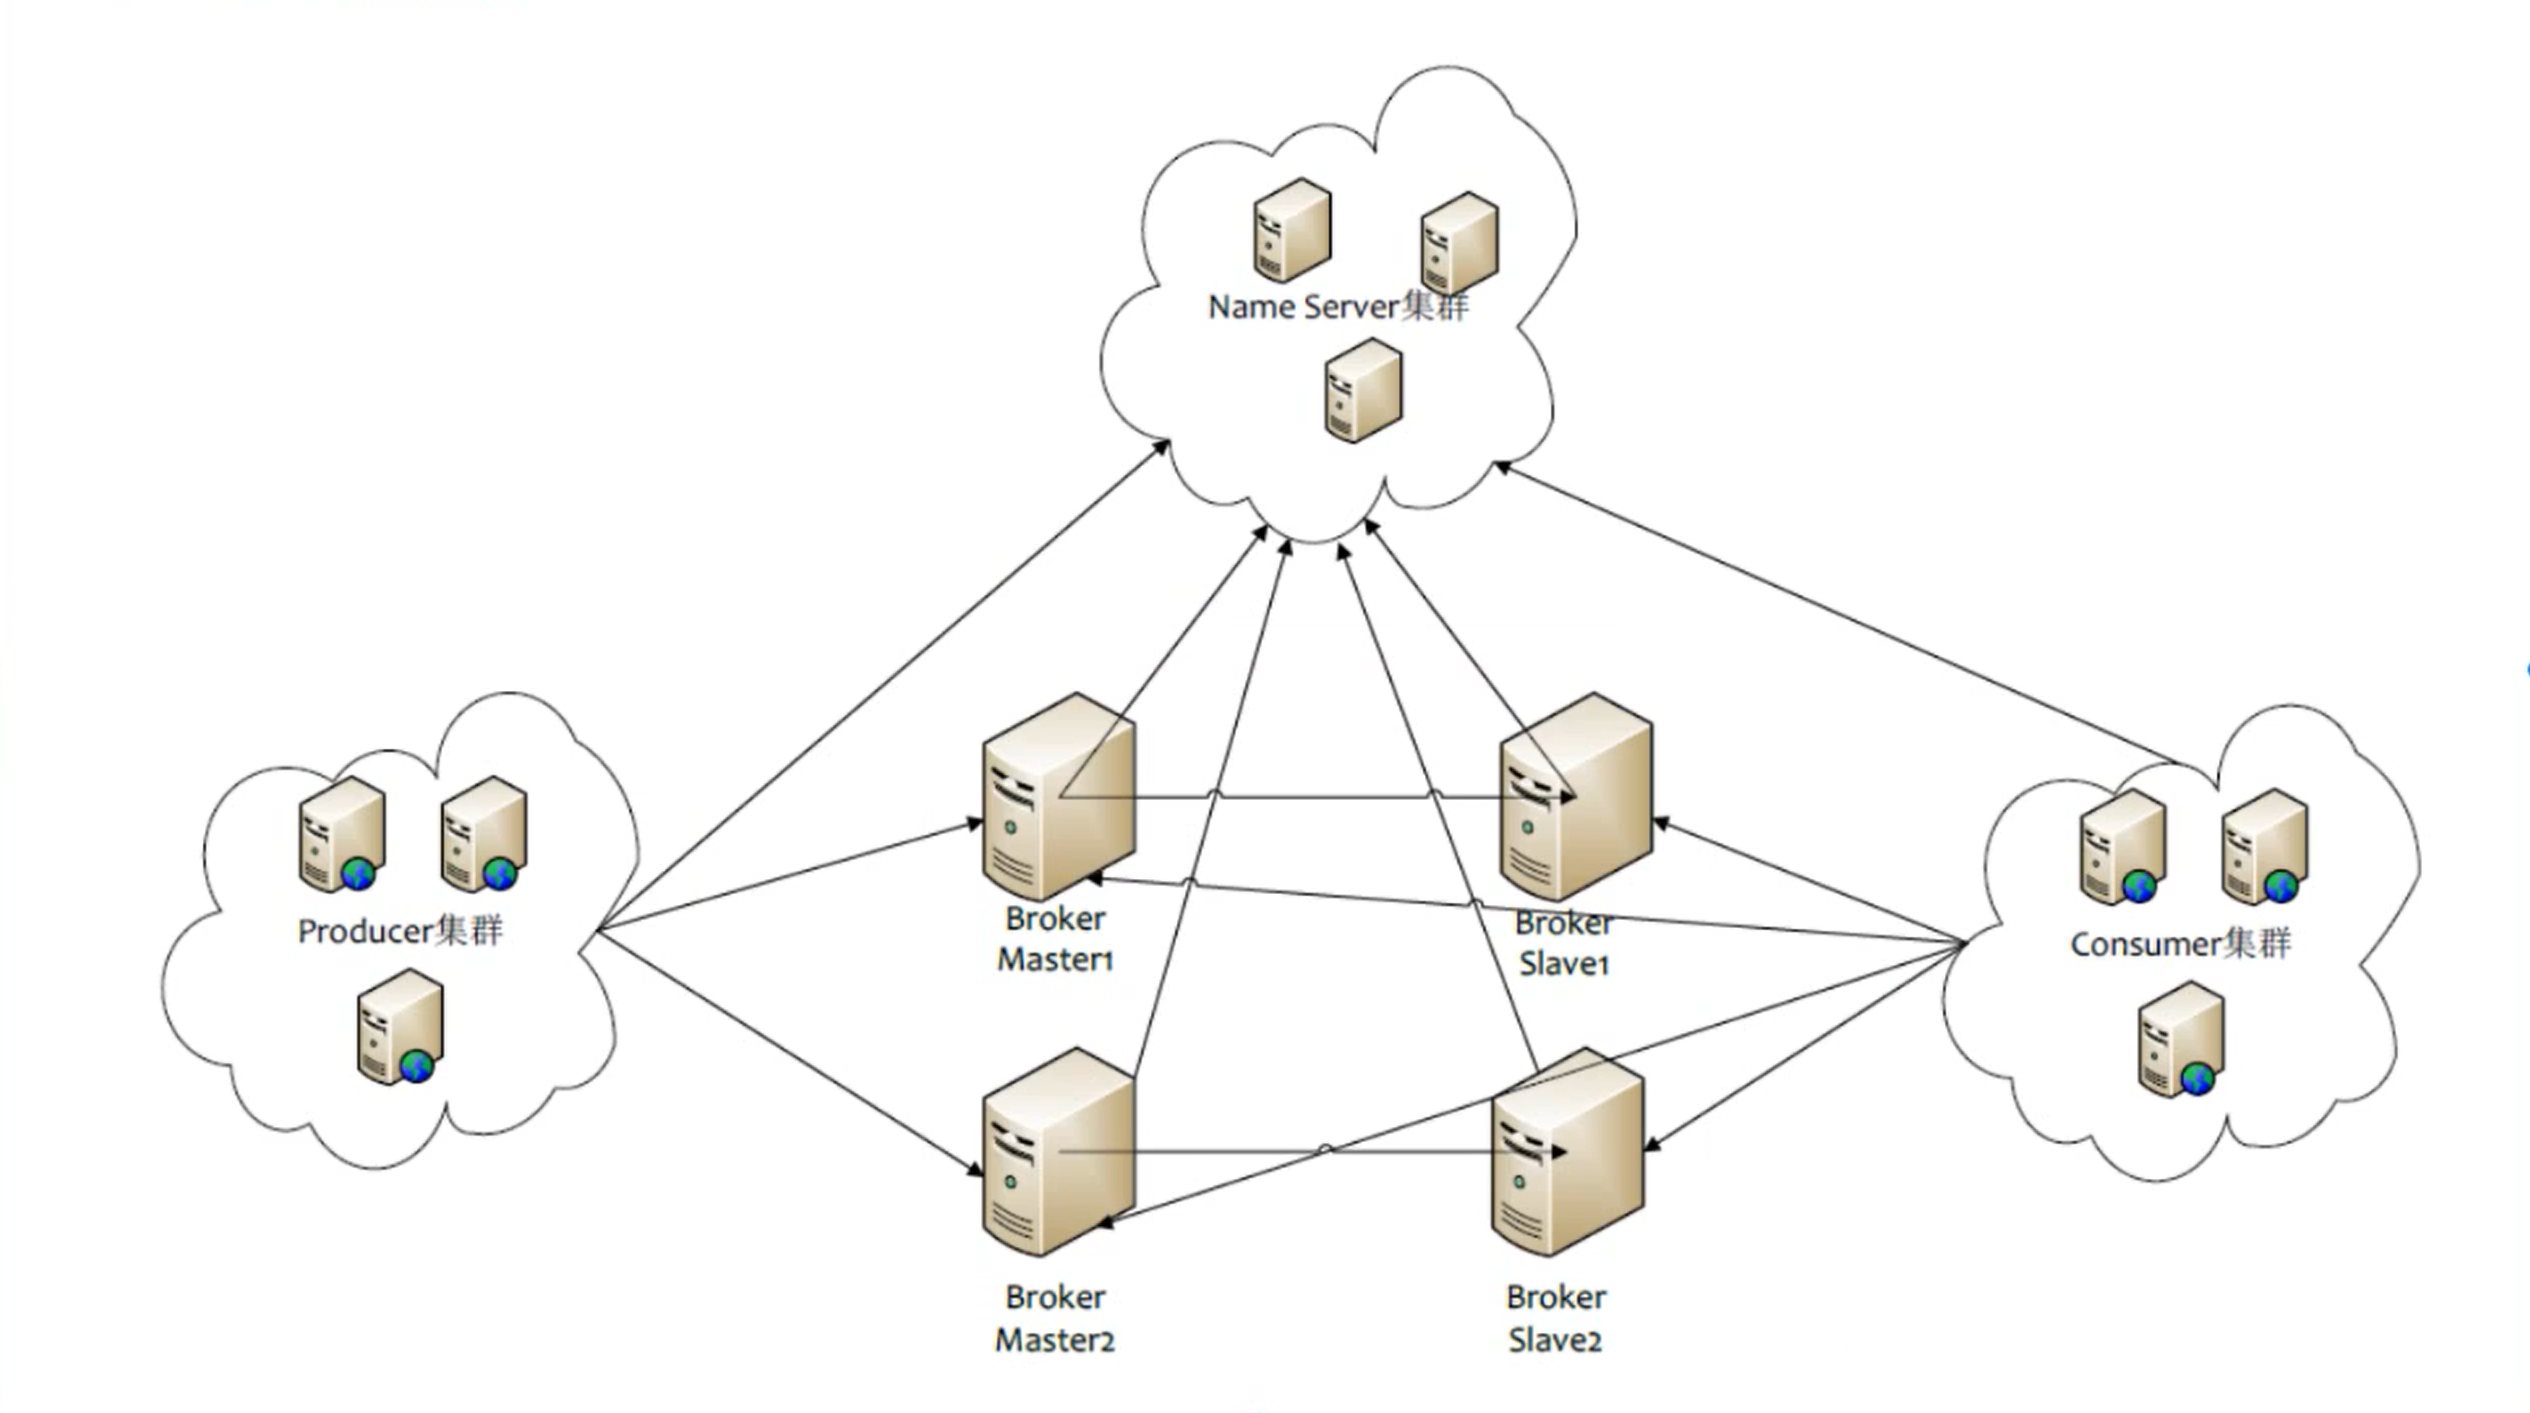 Name Server集群
Producer集群
Broker
Master1
Broker
Slave1
Consumer集群
Broker
Master2
Broker
Slave2